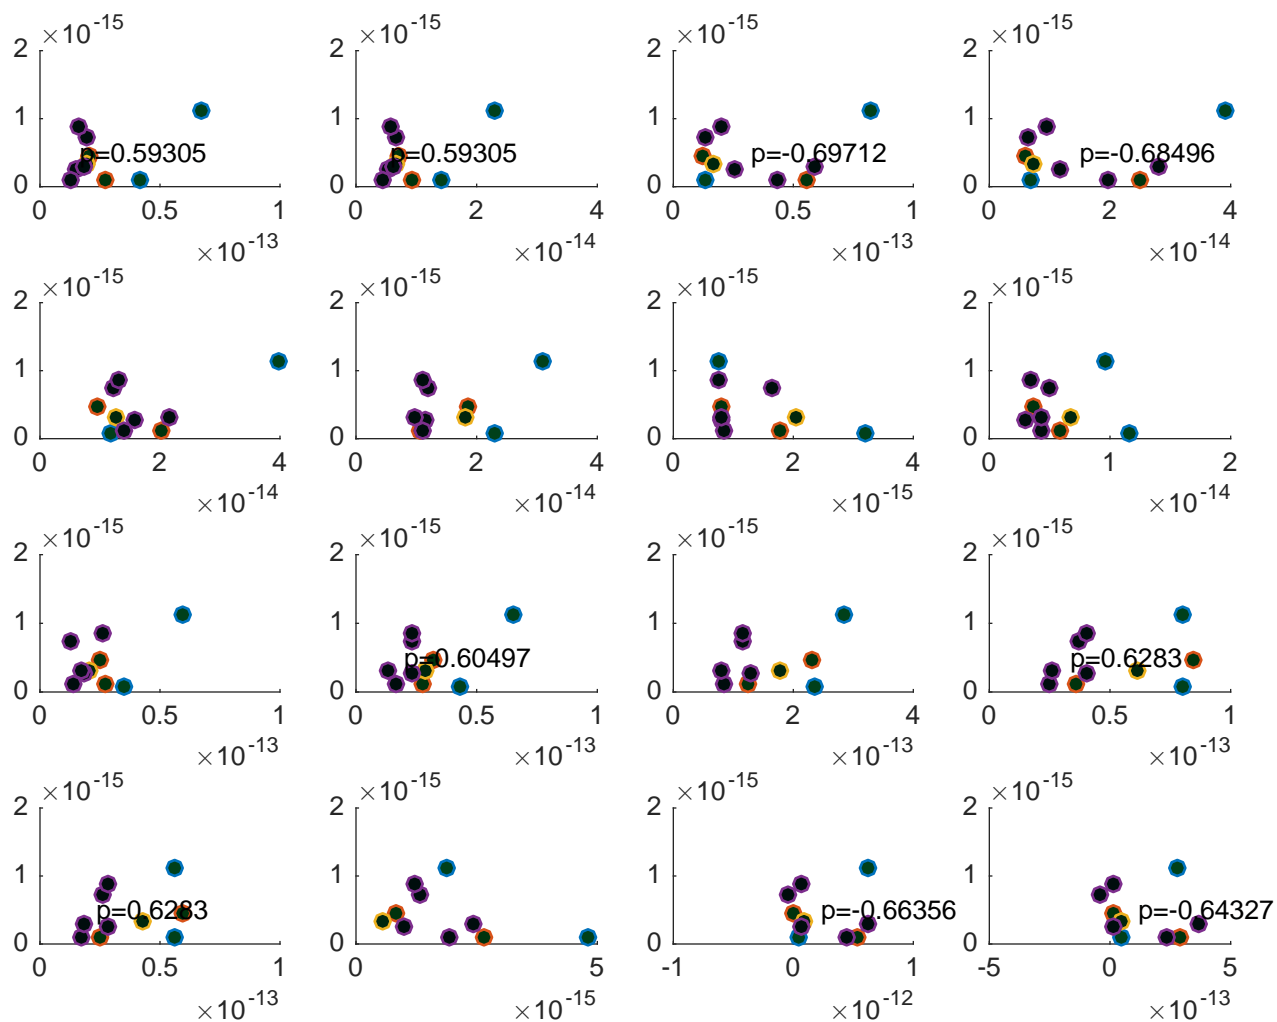 ×10-15 ×10-15 ×10-15 ×10-15
2 2 2 2
1 1 1 1
p=0.59305 p=0.59305 p=-0.69712 p=-0.68496
0 0 0 0
0 0.5 1 0 2 4 0 0.5 1 0 2 4
×10-13 ×10-14 ×10-13 ×10-14
×10-15 ×10-15 ×10-15 ×10-15
2 2 2 2
1 1 1 1
0 0 0 0
0 2 4 0 2 4 0 2 4 0 1 2
×10-14 ×10-14 ×10-15 ×10-14
×10-15 ×10-15 ×10-15 ×10-15
2 2 2 2
1 1 1 1
p=0.60497 p=0.6283
0 0 0 0
0 0.5 1 0 0.5 1 0 2 4 0 0.5 1
×10-13 ×10-13 ×10-13 ×10-13
×10-15 ×10-15 ×10-15 ×10-15
2 2 2 2
1 1 1 1
p=0.6283 p=-0.66356 p=-0.64327
0 0 0 0
0 0.5 1 0 5 -1 0 1 -5 0 5
×10-13 ×10-15 ×10-12 ×10-13